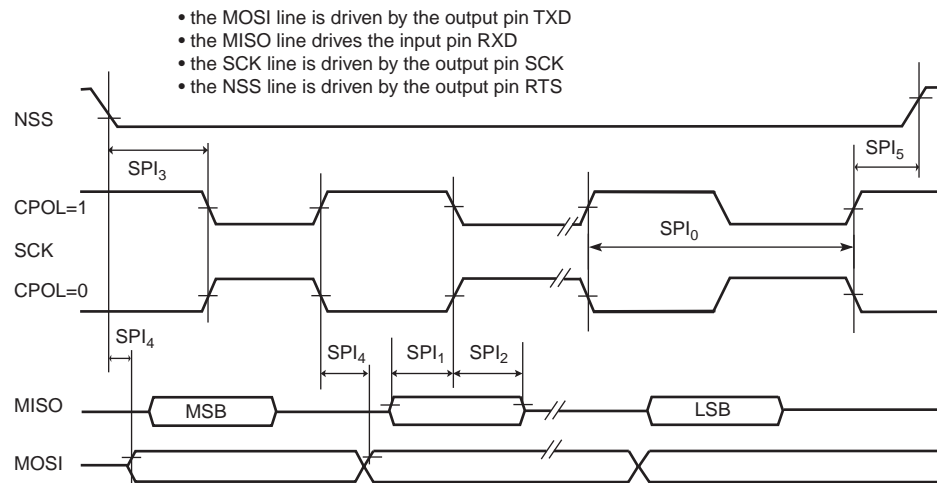 • the MOSI line is driven by the output pin TXD
• the MISO line drives the input pin RXD
• the SCK line is driven by the output pin SCK
• the NSS line is driven by the output pin RTS
NSS
SPI3
SPI5
CPOL=1
SPI0
SCK
CPOL=0
SPI4
SPI4
SPI1
SPI2
MISO
MSB
LSB
MOSI